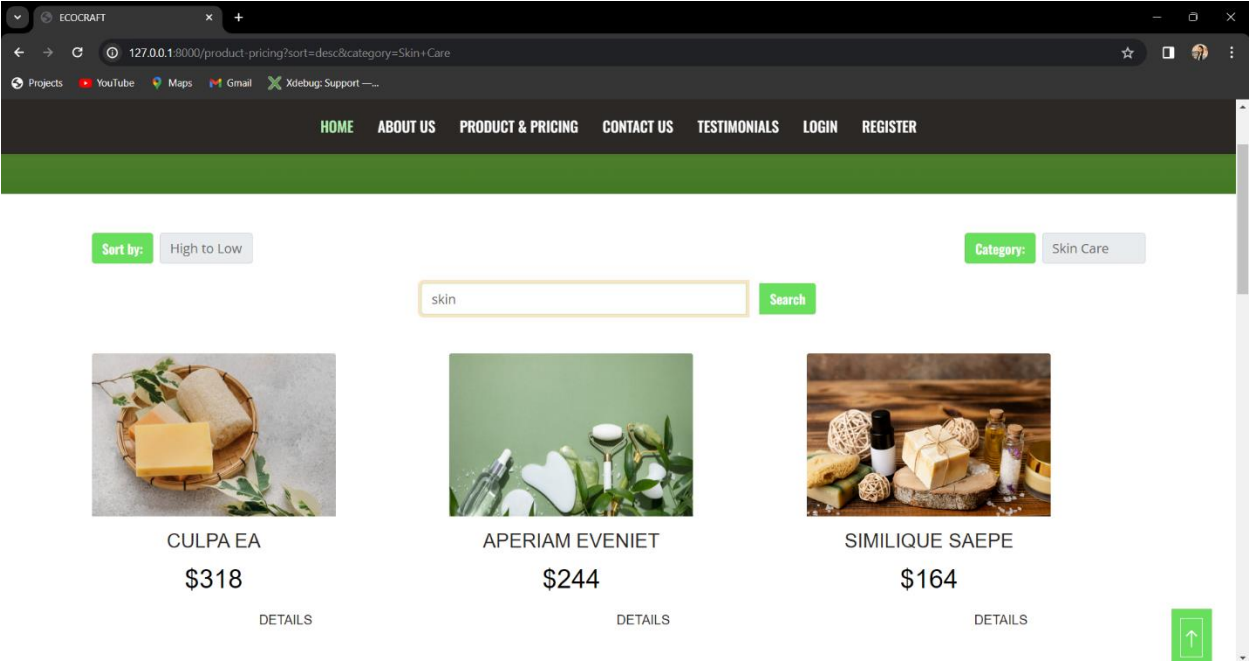 ECOCRAFT
127.0.0.1:8000/product-pricing?sort=desc&category=Skin+Care
Projects YouTube Maps Gmail Xdebug: Support —...
HOME ABOUT US PRODUCT & PRICING CONTACT US TESTIMONIALS LOGIN REGISTER
Sort by: High to Low Category: Skin Care
skin Search
CULPA EA APERIAM EVENIET SIMILIQUE SAEPE
$318 $244 $164
DETAILS DETAILS DETAILS